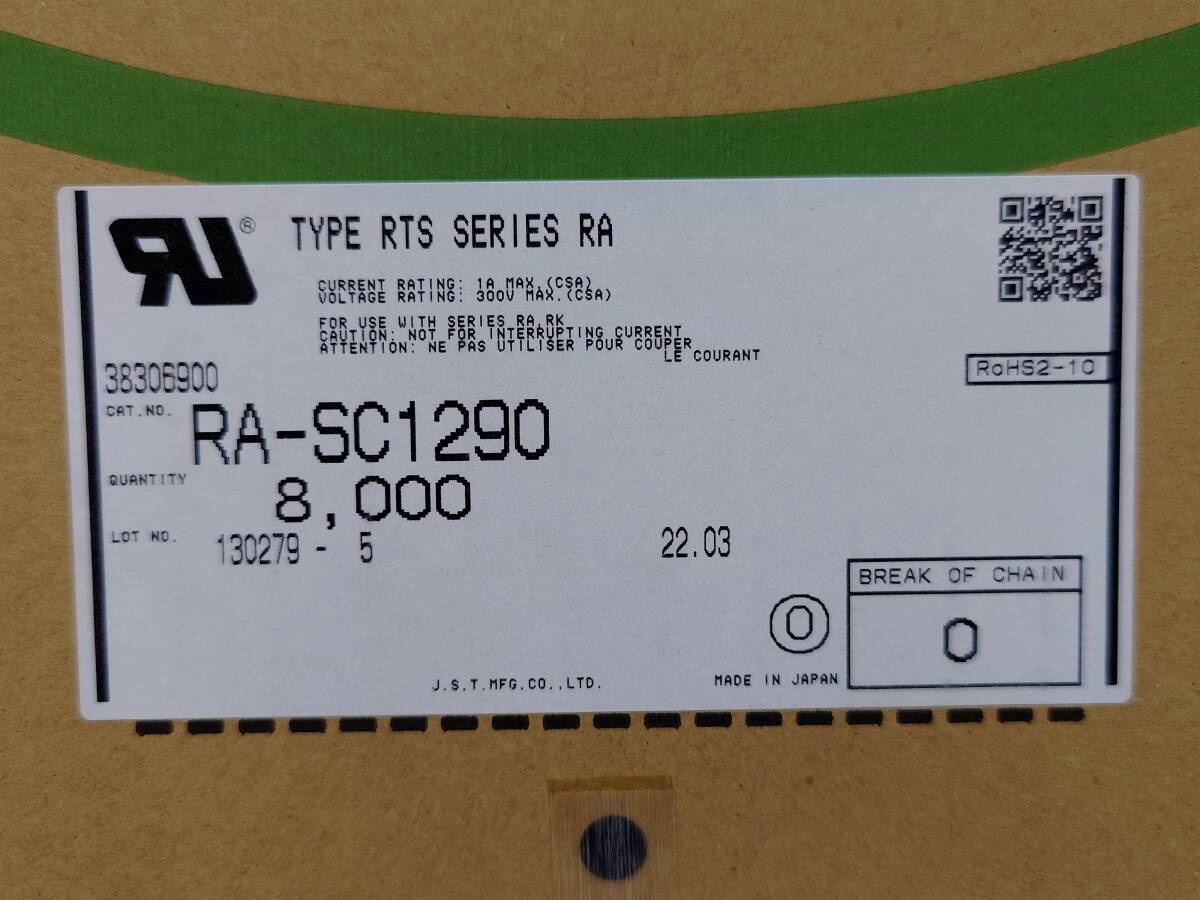 RU®
TYPE RTS SERIES RA
CURRENT RATING: 1A MAX.(CSA)
VOLTAGE RATING: 300V MAX.(CSA)
FOR USE WITH SERIES RA,RK
CAUTION: NOT FOR INTERRUPTING CURRENT
ATTENTION: NE PAS UTILISER POUR COUPER
LE COURANT
38306900
RoHS2-10
CAT.NO. RA-SC1290
QUANTITY 8,000
LOT NO. 130279 - 5 22.03
BREAK OF CHAIN
O
O
J.S.T.MFG.CO.,LTD. MADE IN JAPAN